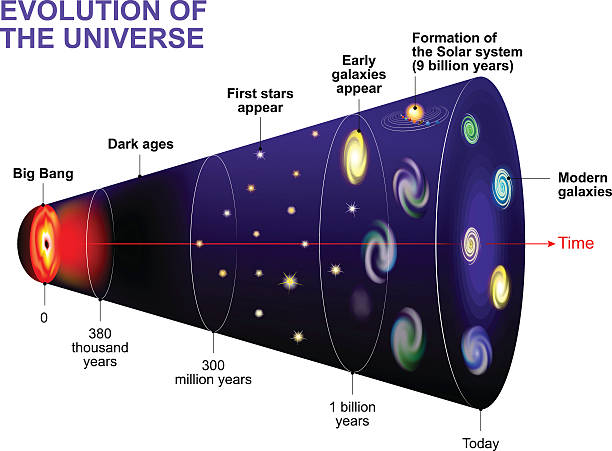 EVOLUTION OF
THE UNIVERSE
Formation of
the Solar system
(9 billion years)
Early
galaxies
appear
First stars
appear
Dark ages
Big Bang
Modern
galaxies
Time
0
380
thousand
years
300
million years
1 billion
years
Today